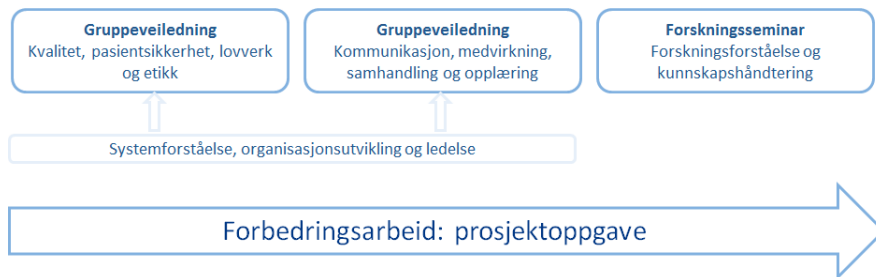 Gruppeveiledning
Kvalitet, pasientsikkerhet, lovverk
og etikk
Gruppeveiledning
Kommunikasjon, medvirkning,
samhandling og opplæring
Forskningsseminar
Forskningsforståelse og
kunnskapshåndtering
Systemforståelse, organisasjonsutvikling og ledelse
Forbedringsarbeid: prosjektoppgave